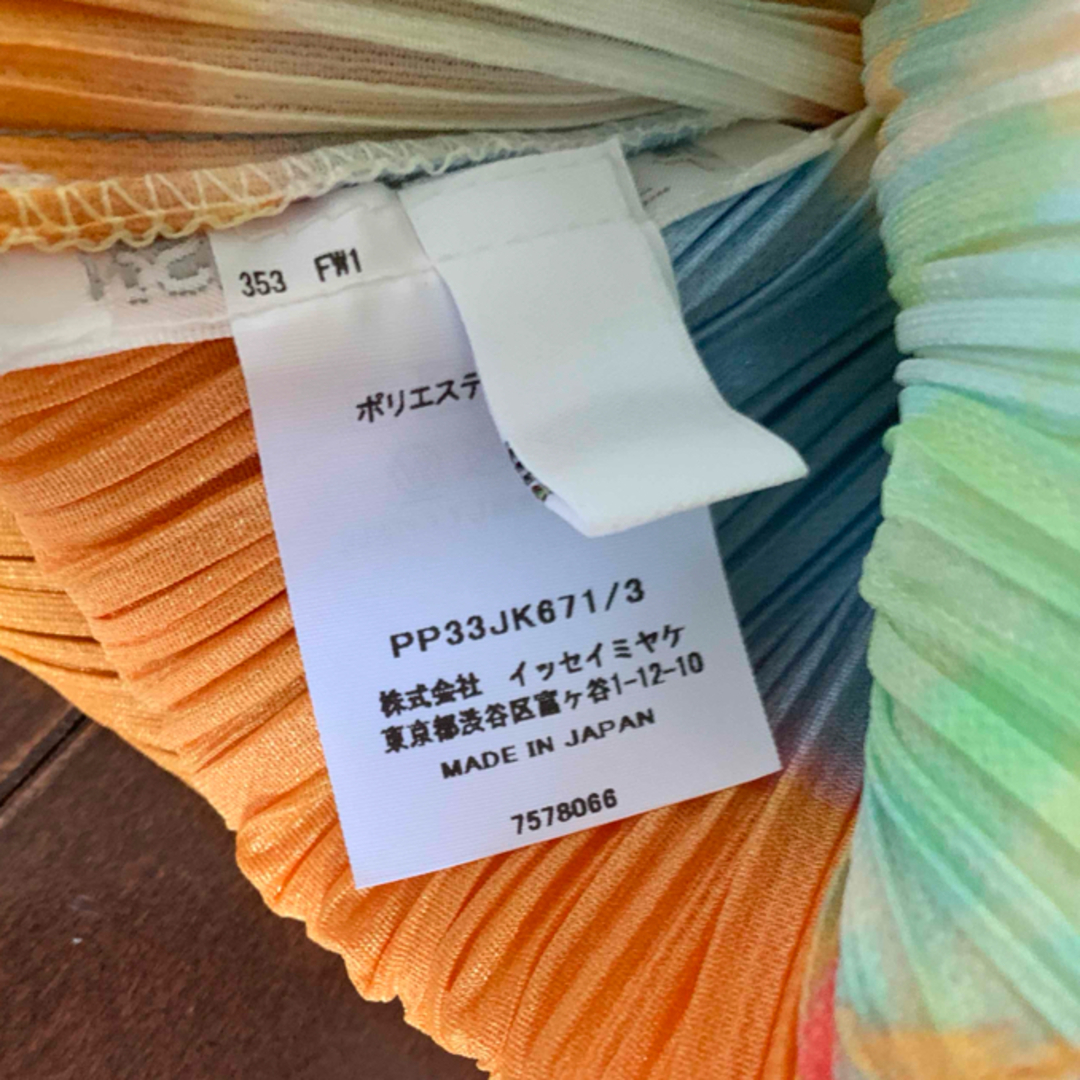 353 FW1
ポリエステ
PP33JK671/3
株式会社 イッセイミヤケ
東京都渋谷区富ヶ谷1-12-10
MADE IN JAPAN
7578066